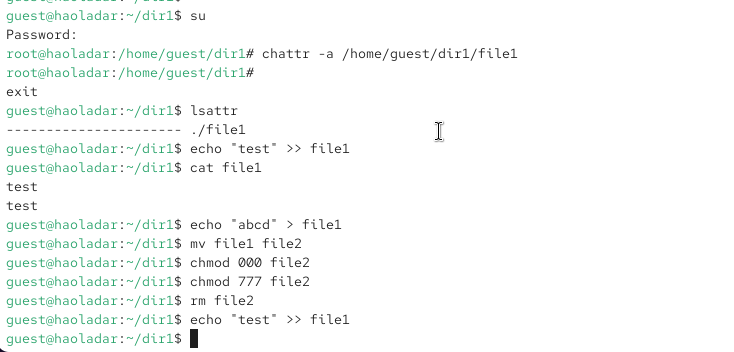 guest@haoladar:~/dir1$ su
Password:
root@haoladar:/home/guest/dir1# chattr -a /home/guest/dir1/file1
root@haoladar:/home/guest/dir1#
exit
guest@haoladar:~/dir1$ lsattr
---------------------- ./file1
guest@haoladar:~/dir1$ echo "test" >> file1
guest@haoladar:~/dir1$ cat file1
test
test
guest@haoladar:~/dir1$ echo "abcd" > file1
guest@haoladar:~/dir1$ mv file1 file2
guest@haoladar:~/dir1$ chmod 000 file2
guest@haoladar:~/dir1$ chmod 777 file2
guest@haoladar:~/dir1$ rm file2
guest@haoladar:~/dir1$ echo "test" >> file1
guest@haoladar:~/dir1$